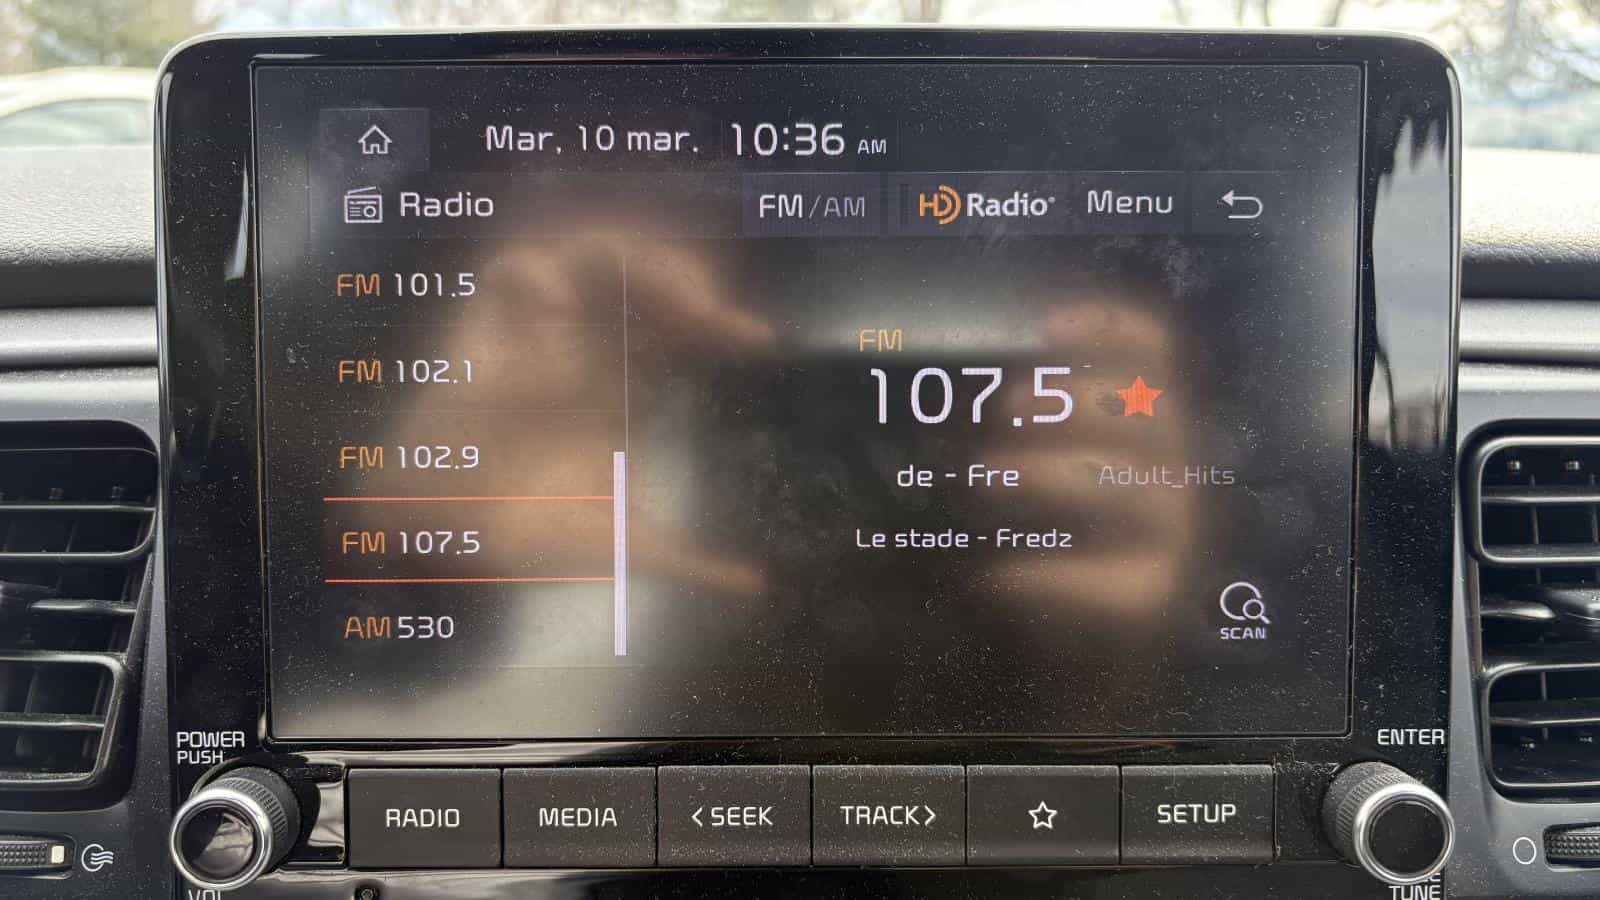 Mar, 10 mar. 10:36 AM
Radio FM/AM HD Radio® Menu
FM 101.5
FM 102.1
FM 102.9
FM 107.5
AM 530
FM
107.5
de - Fre Adult_Hits
Le stade - Fredz
SCAN
POWER
PUSH
ENTER
RADIO MEDIA <SEEK TRACK> SETUP
VOL
TUNE